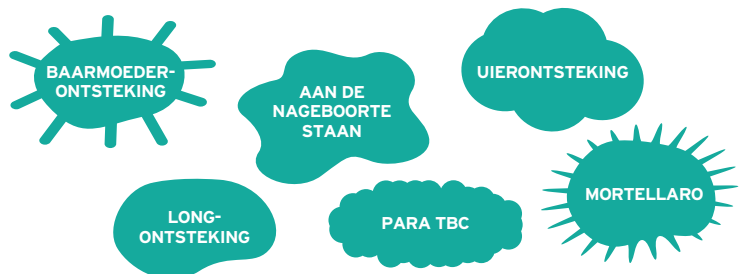 BAARMOEDER-
ONTSTEKING
AAN DE
NAGEBOORTE
STAAN
UIERONTSTEKING
LONG-
ONTSTEKING
PARA TBC
MORTELLARO